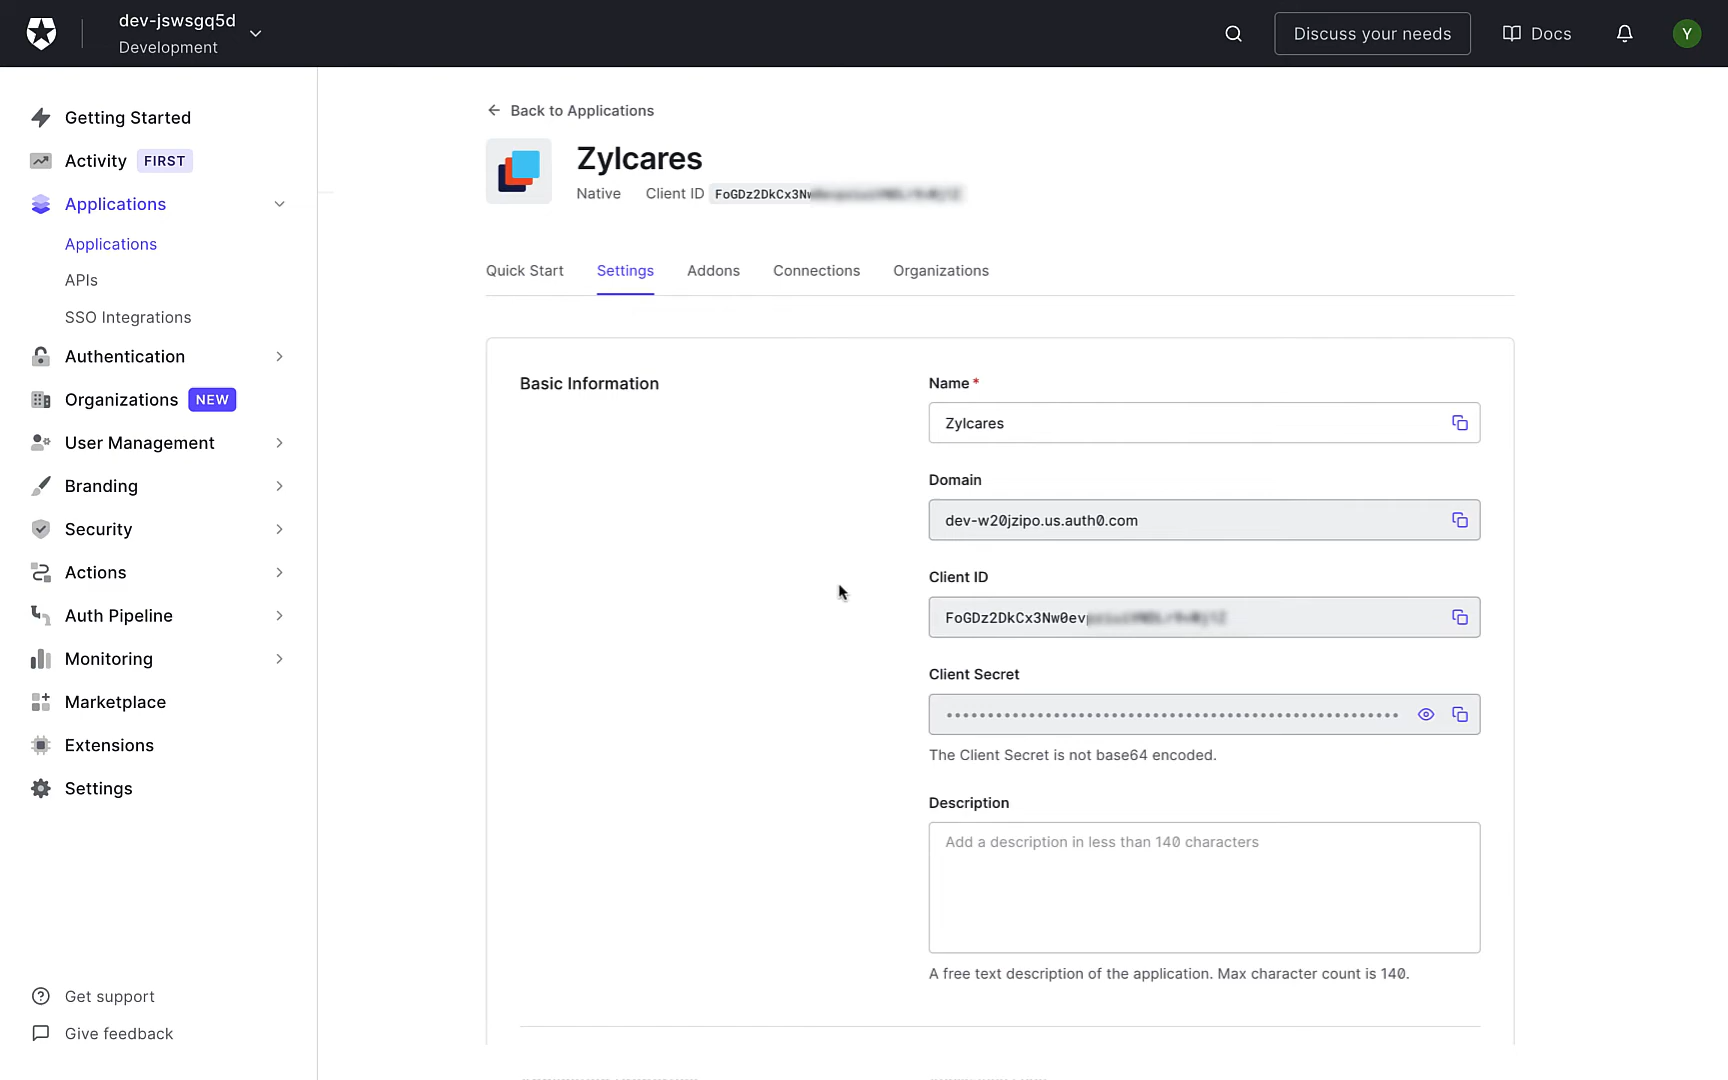 dev-jswsgq5d
Development
Discuss your needs
Docs
Y
Getting Started
Activity FIRST
Applications
Applications
APIs
SSO Integrations
Authentication
Organizations NEW
User Management
Branding
Security
Actions
Auth Pipeline
Monitoring
Marketplace
Extensions
Settings
Get support
Give feedback
Back to Applications
Zylcares
Native Client ID FoGDz2DkCx3Nw
Quick Start Settings Addons Connections Organizations
Basic Information
Name *
Zylcares
Domain
dev-w20jzipo.us.auth0.com
Client ID
FoGDz2DkCx3Nw0ev
Client Secret
The Client Secret is not base64 encoded.
Description
Add a description in less than 140 characters
A free text description of the application. Max character count is 140.